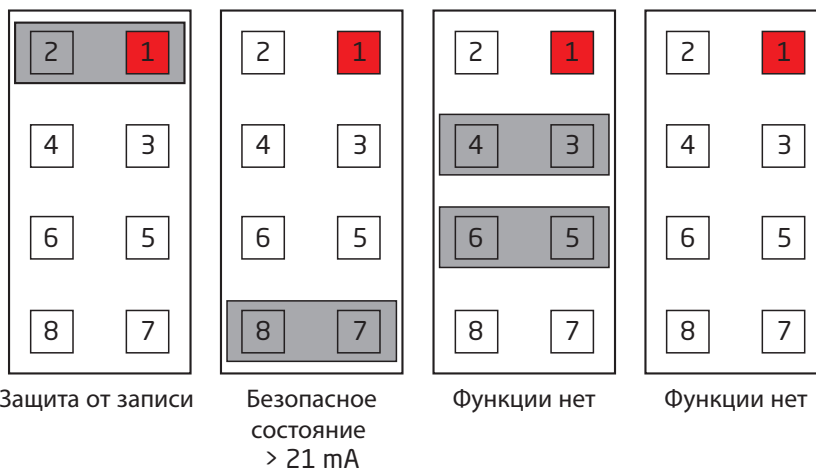 2 1 2 1 2 1 2 1
4 3 4 3 4 3 4 3
6 5 6 5 6 5 6 5
8 7 8 7 8 7 8 7
Защита от записи
Безопасное
состояние
> 21 mA
Функции нет
Функции нет